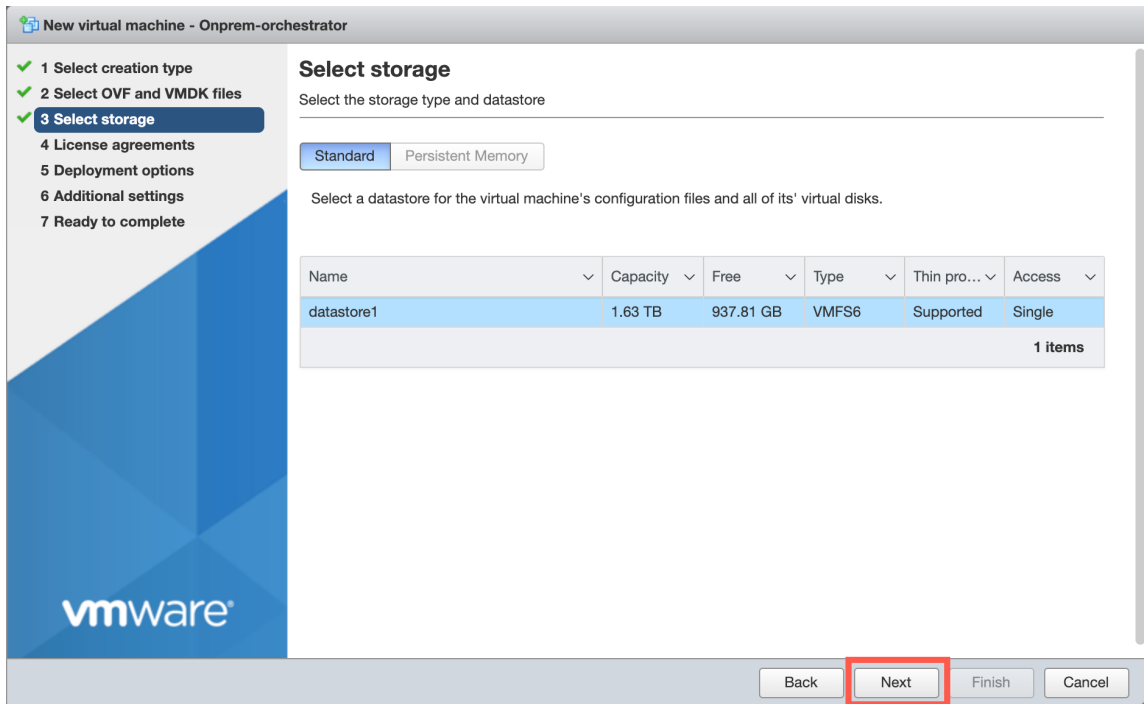 New virtual machine - Onprem-orchestrator
1 Select creation type
2 Select OVF and VMDK files
3 Select storage
4 License agreements
5 Deployment options
6 Additional settings
7 Ready to complete
vmware®
Select storage
Select the storage type and datastore
Standard Persistent Memory
Select a datastore for the virtual machine's configuration files and all of its' virtual disks.
Name Capacity Free Type Thin pro... Access
datastore1 1.63 TB 937.81 GB VMFS6 Supported Single
1 items
Back Next Finish Cancel